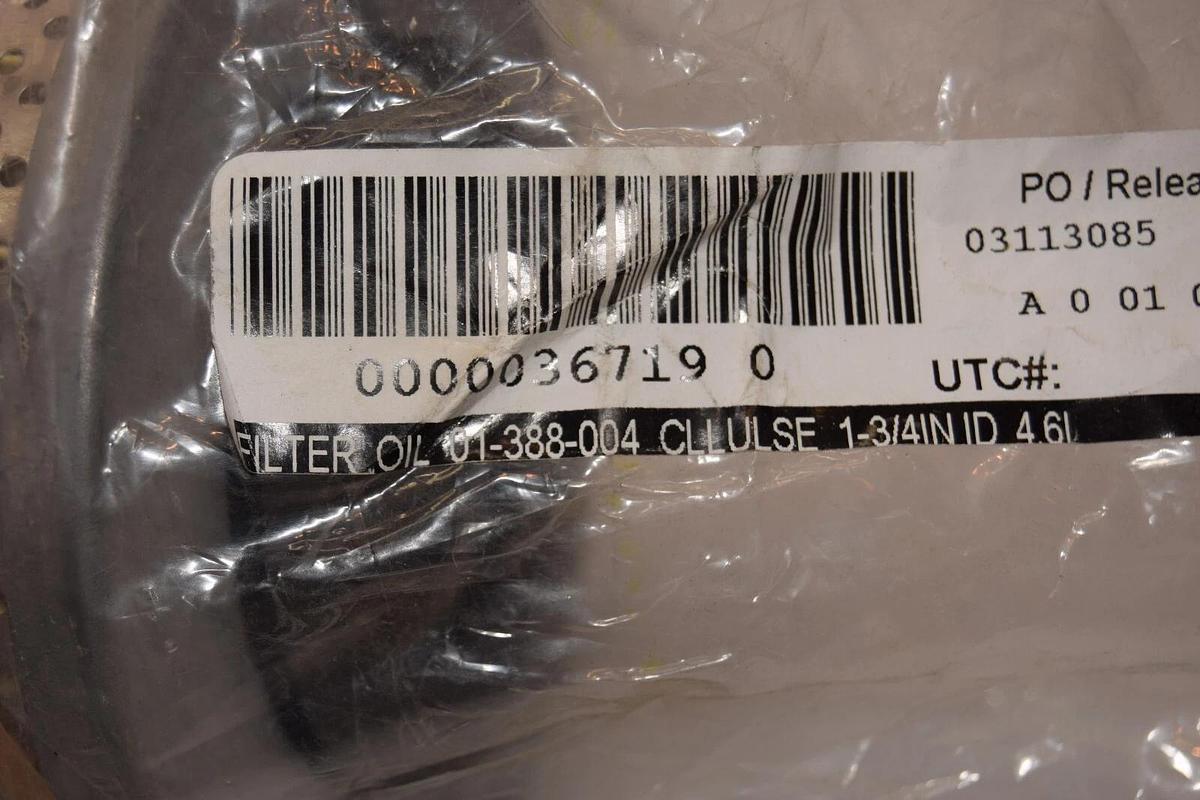 PO / Relea
03113085
A 0 01
0000036719 0
UTC#:
FILTER OIL 01-388-004 CLLULSE 1-3/4IN ID 4.6I